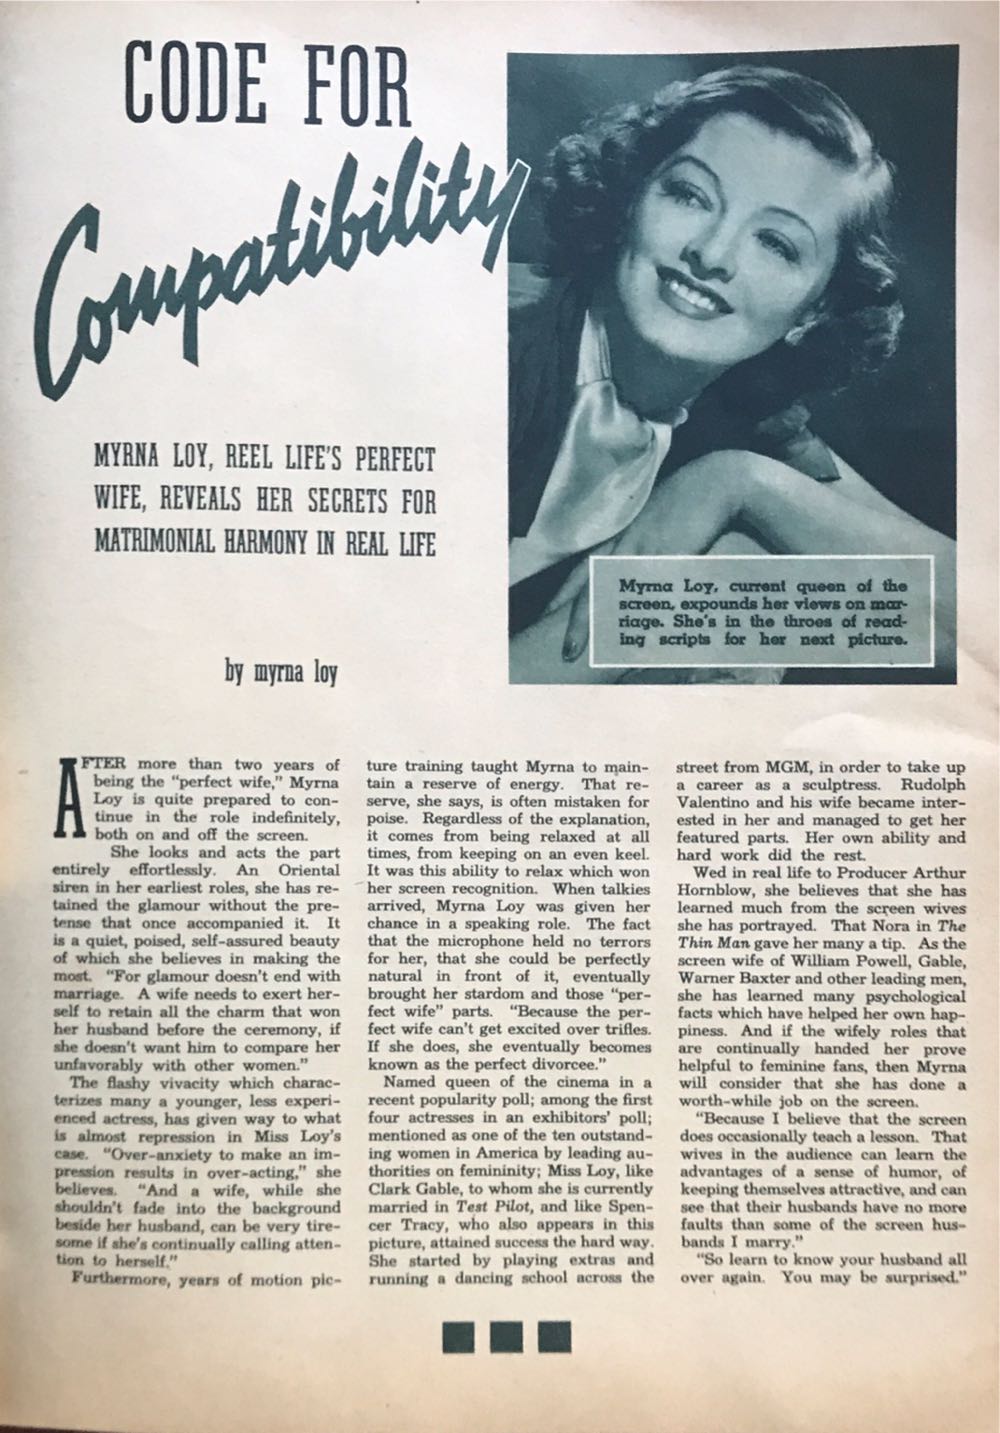 CODE FOR
Compatibility
MYRNA LOY, REEL LIFE'S PERFECT
WIFE, REVEALS HER SECRETS FOR
MATRIMONIAL HARMONY IN REAL LIFE
by myrna loy
Myrna Loy, current queen of the
screen, expounds her views on mar-
riage. She's in the throes of read-
ing scripts for her next picture.
AFTER more than two years of
being the "perfect wife," Myrna
Loy is quite prepared to con-
tinue in the role indefinitely,
both on and off the screen.
She looks and acts the part
entirely effortlessly. An Oriental
siren in her earliest roles, she has re-
tained the glamour without the pre-
tense that once accompanied it. It
is a quiet, poised, self-assured beauty
of which she believes in making the
most. "For glamour doesn't end with
marriage. A wife needs to exert her-
self to retain all the charm that won
her husband before the ceremony, if
she doesn't want him to compare her
unfavorably with other women."
The flashy vivacity which charac-
terizes many a younger, less experi-
enced actress, has given way to what
is almost repression in Miss Loy's
case. "Over-anxiety to make an im-
pression results in over-acting," she
believes. "And a wife, while she
shouldn't fade into the background
beside her husband, can be very tire-
some if she's continually calling atten-
tion to herself."
Furthermore, years of motion pic-
ture training taught Myrna to main-
tain a reserve of energy. That re-
serve, she says, is often mistaken for
poise. Regardless of the explanation,
it comes from being relaxed at all
times, from keeping on an even keel.
It was this ability to relax which won
her screen recognition. When talkies
arrived, Myrna Loy was given her
chance in a speaking role. The fact
that the microphone held no terrors
for her, that she could be perfectly
natural in front of it, eventually
brought her stardom and those "per-
fect wife" parts. "Because the per-
fect wife can't get excited over trifles.
If she does, she eventually becomes
known as the perfect divorcee."
Named queen of the cinema in a
recent popularity poll; among the first
four actresses in an exhibitors' poll;
mentioned as one of the ten outstand-
ing women in America by leading au-
thorities on femininity; Miss Loy, like
Clark Gable, to whom she is currently
married in Test Pilot, and like Spen-
cer Tracy, who also appears in this
picture, attained success the hard way.
She started by playing extras and
running a dancing school across the
street from MGM, in order to take up
a career as a sculptress. Rudolph
Valentino and his wife became inter-
ested in her and managed to get her
featured parts. Her own ability and
hard work did the rest.
Wed in real life to Producer Arthur
Hornblow, she believes that she has
learned much from the screen wives
she has portrayed. That Nora in The
Thin Man gave her many a tip. As the
screen wife of William Powell, Gable,
Warner Baxter and other leading men,
she has learned many psychological
facts which have helped her own hap-
piness. And if the wifely roles that
are continually handed her prove
helpful to feminine fans, then Myrna
will consider that she has done a
worth-while job on the screen.
"Because I believe that the screen
does occasionally teach a lesson. That
wives in the audience can learn the
advantages of a sense of humor, of
keeping themselves attractive, and can
see that their husbands have no more
faults than some of the screen hus-
bands I marry."
"So learn to know your husband all
over again. You may be surprised."